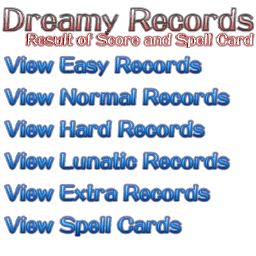 Dreamy Records
Result of Score and Spell Card
View Easy Records
View Normal Records
View Hard Records
View Lunatic Records
View Extra Records
View Spell Cards